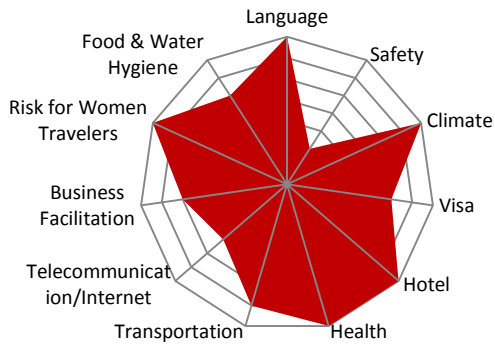 Language
Food & Water
Hygiene
Safety
Risk for Women
Travelers
Climate
Business
Facilitation
Visa
Telecommunicat
ion/Internet
Hotel
Transportation
Health